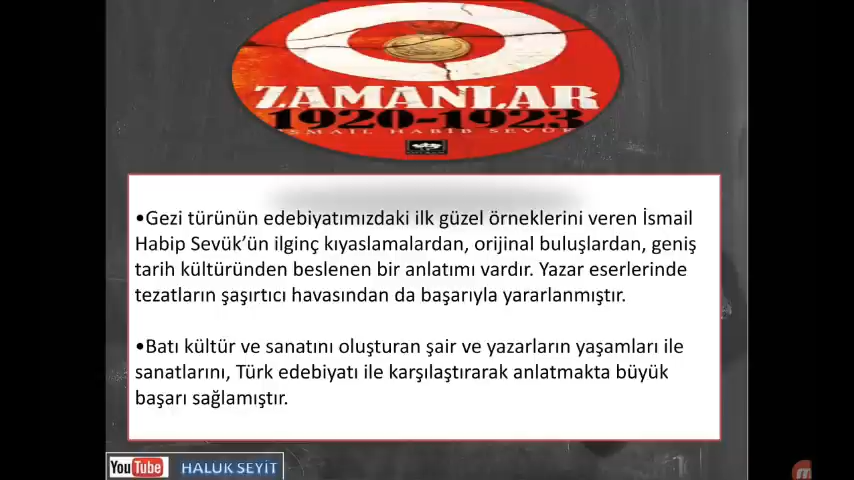 ZAMANLAR
1920-1923
İSMAİL HABİB SEVÜK
•Gezi türünün edebiyatımızdaki ilk güzel örneklerini veren İsmail
Habip Sevük’ün ilginç kıyaslamalardan, orijinal buluşlardan, geniş
tarih kültüründen beslenen bir anlatımı vardır. Yazar eserlerinde
tezatların şaşırtıcı havasından da başarıyla yararlanmıştır.
•Batı kültür ve sanatını oluşturan şair ve yazarların yaşamları ile
sanatlarını, Türk edebiyatı ile karşılaştırarak anlatmakta büyük
başarı sağlamıştır.
YouTube HALUK SEYİT